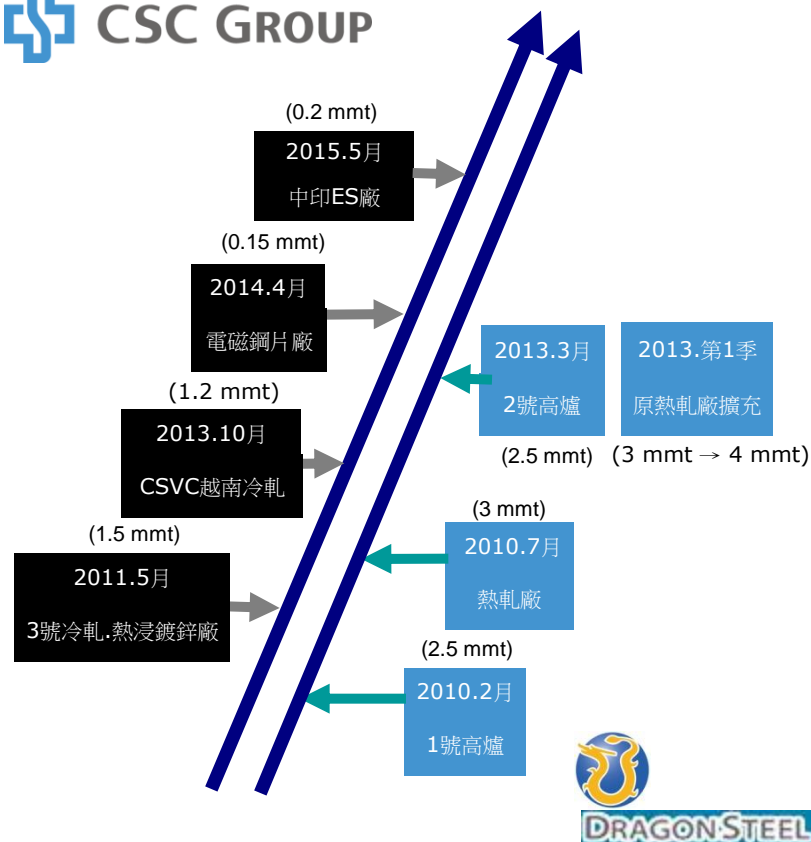 CSC GROUP
(0.2 mmt)
2015.5月
中印ES廠
(0.15 mmt)
2014.4月
電磁鋼片廠
(1.2 mmt)
2013.10月
CSVC越南冷軋
(1.5 mmt)
2011.5月
3號冷軋.熱浸鍍鋅廠
2013.3月
2號高爐
(2.5 mmt)
2013.第1季
原熱軋廠擴充
(3 mmt → 4 mmt)
(3 mmt)
2010.7月
熱軋廠
(2.5 mmt)
2010.2月
1號高爐
DRAGON STEEL